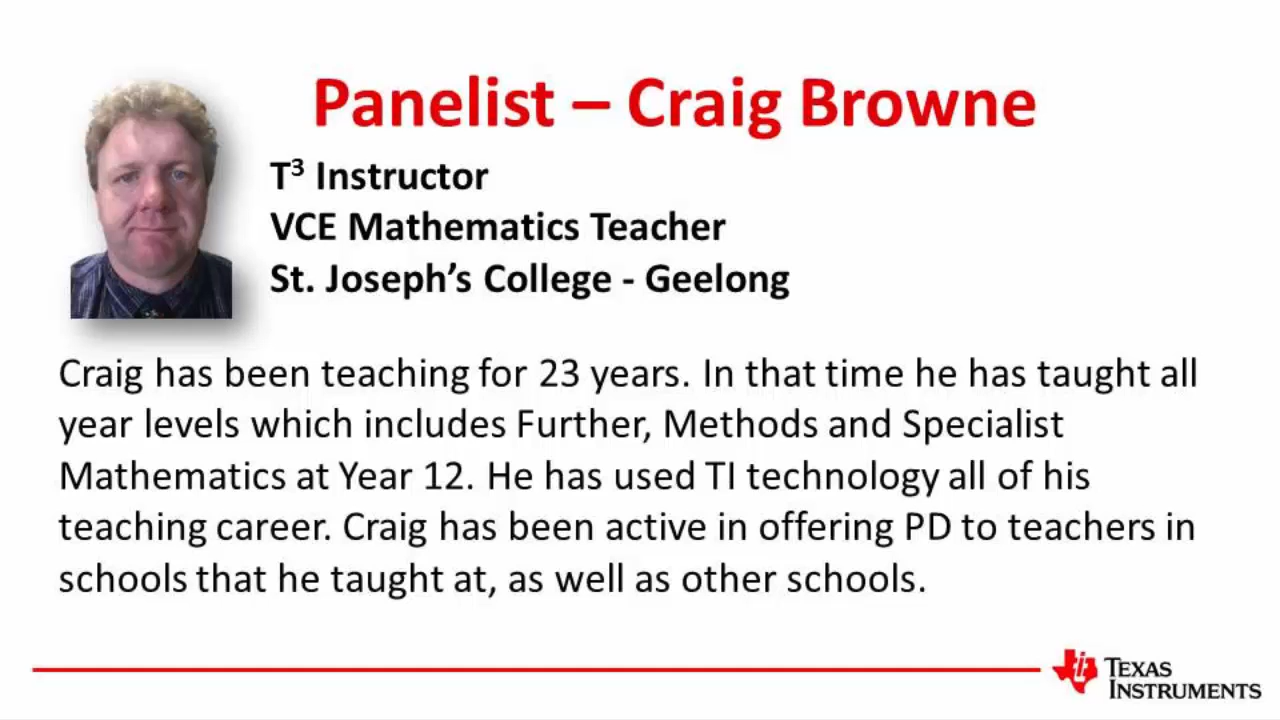 Panelist – Craig Browne
T³ Instructor
VCE Mathematics Teacher
St. Joseph’s College - Geelong
Craig has been teaching for 23 years. In that time he has taught all
year levels which includes Further, Methods and Specialist
Mathematics at Year 12. He has used TI technology all of his
teaching career. Craig has been active in offering PD to teachers in
schools that he taught at, as well as other schools.
TEXAS
INSTRUMENTS